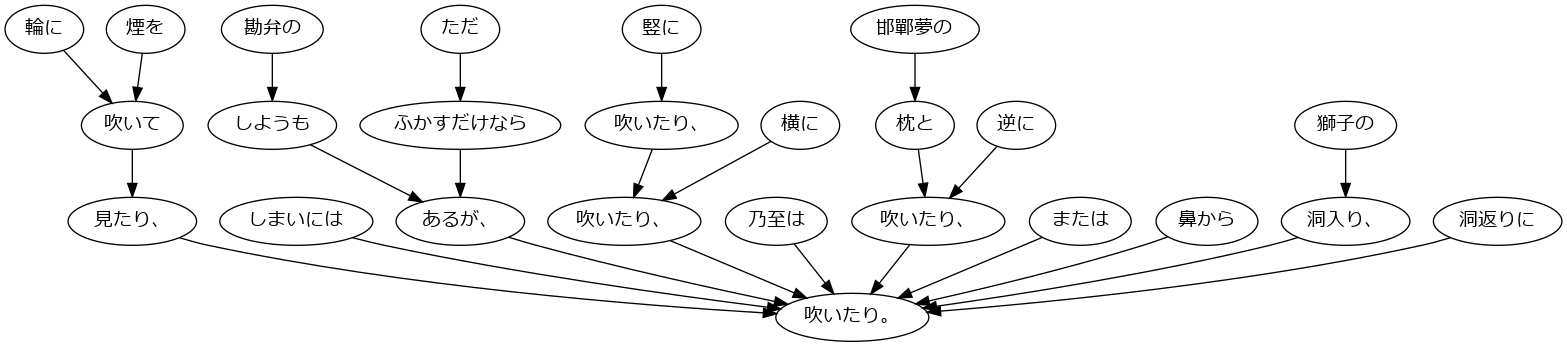 輪に
煙を
勘弁の
ただ
竪に
邯鄲夢の
吹いて
しようも
ふかすだけなら
吹いたり、
横に
枕と
逆に
獅子の
見たり、
しまいには
あるが、
吹いたり、
乃至は
吹いたり、
または
鼻から
洞入り、
洞返りに
吹いたり。